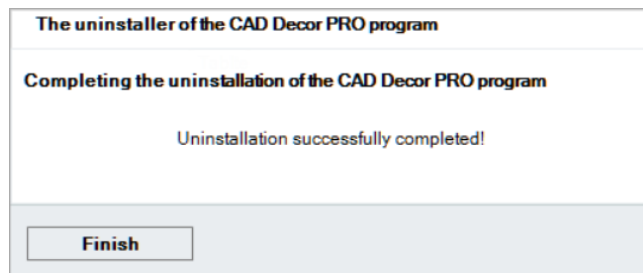 The uninstaller of the CAD Decor PRO program
Completing the uninstallation of the CAD Decor PRO program
Uninstallation successfully completed!
Finish